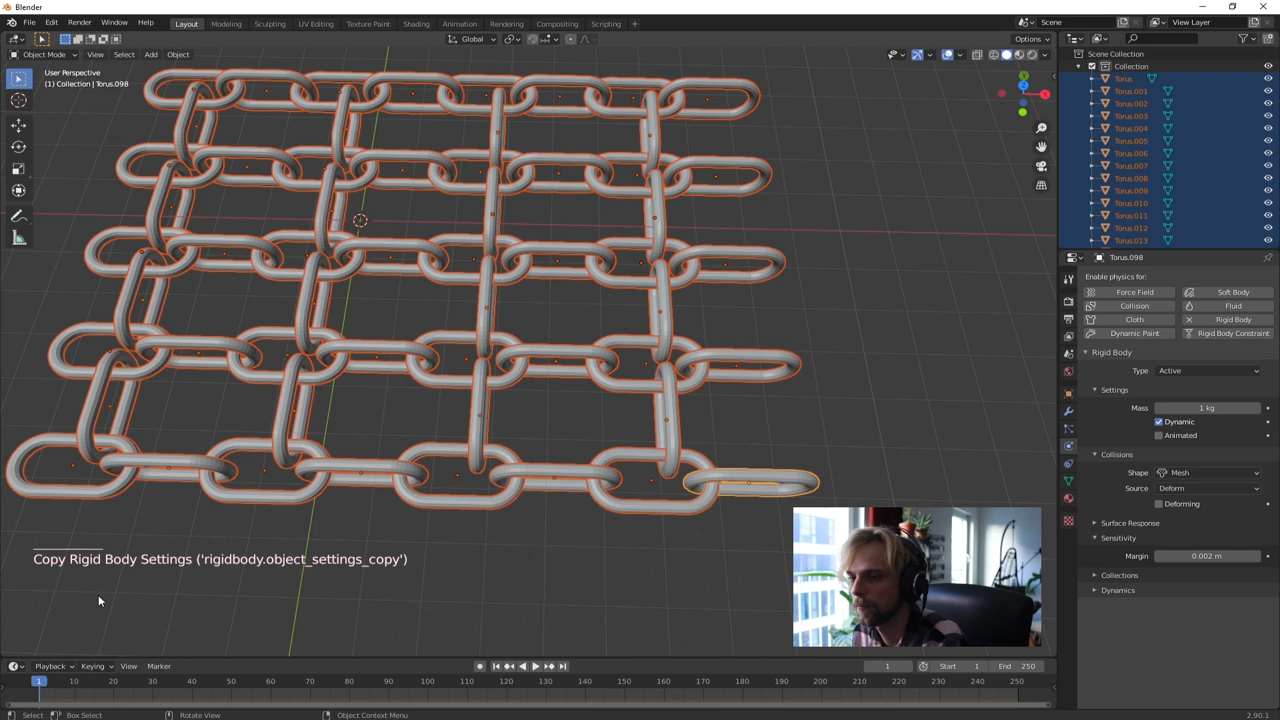 Blender
File Edit Render Window Help Layout Modeling Sculpting UV Editing Texture Paint Shading Animation Rendering Compositing Scripting + Scene View Layer
Global Options
Object Mode View Select Add Object
User Perspective
(1) Collection | Torus.098
Y
Z
X
Scene Collection
Collection
Torus
Torus.001
Torus.002
Torus.003
Torus.004
Torus.005
Torus.006
Torus.007
Torus.008
Torus.009
Torus.010
Torus.011
Torus.012
Torus.013
Torus.098
Enable physics for:
Force Field Soft Body
Collision Fluid
Cloth Rigid Body
Dynamic Paint Rigid Body Constraint
Rigid Body
Type Active
Settings
Mass 1 kg
Dynamic
Animated
Collisions
Shape Mesh
Source Deform
Deforming
Surface Response
Sensitivity
Margin 0.002 m
Collections
Dynamics
Copy Rigid Body Settings ('rigidbody.object_settings_copy')
Playback Keying View Marker 1 Start 1 End 250
1 10 20 30 40 50 60 70 80 90 100 110 120 130 140 150 160 170 180 190 200 210 220 230 240 250
Select Box Select Rotate View Object Context Menu 2.90.1